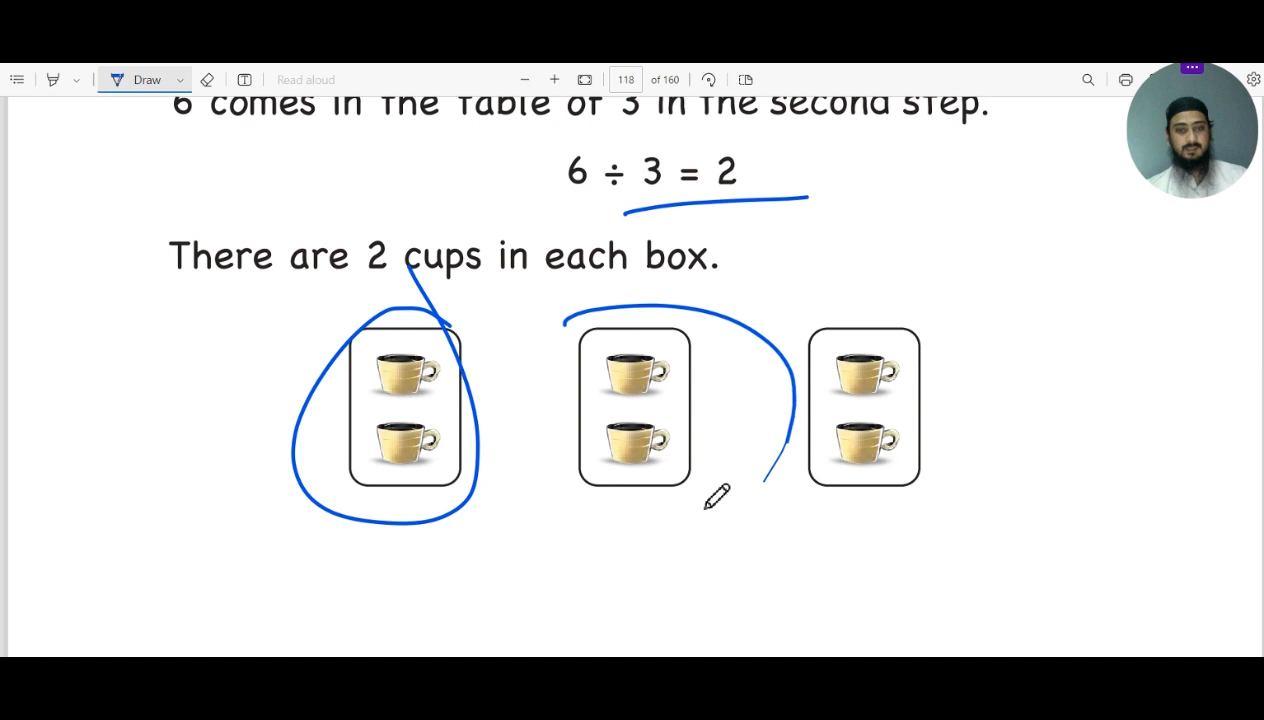 Draw
Read aloud
118 of 160
6 comes in the table of 3 in the second step.
6 ÷ 3 = 2
There are 2 cups in each box.